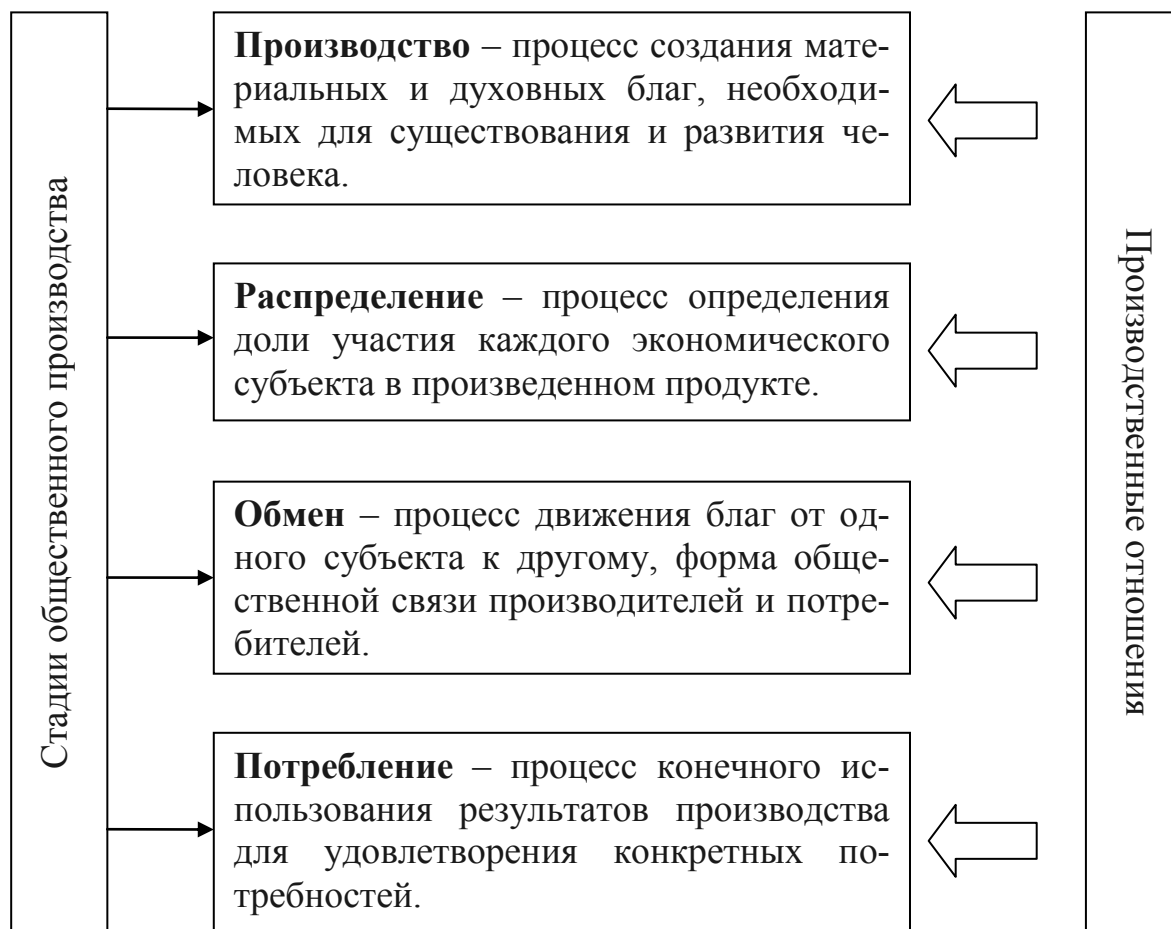 Стадии общественного производства
Производство – процесс создания мате-
риальных и духовных благ, необходи-
мых для существования и развития че-
ловека.
Распределение – процесс определения
доли участия каждого экономического
субъекта в произведенном продукте.
Обмен – процесс движения благ от од-
ного субъекта к другому, форма обще-
ственной связи производителей и потре-
бителей.
Потребление – процесс конечного ис-
пользования результатов производства
для удовлетворения конкретных по-
требностей.
Производственные отношения